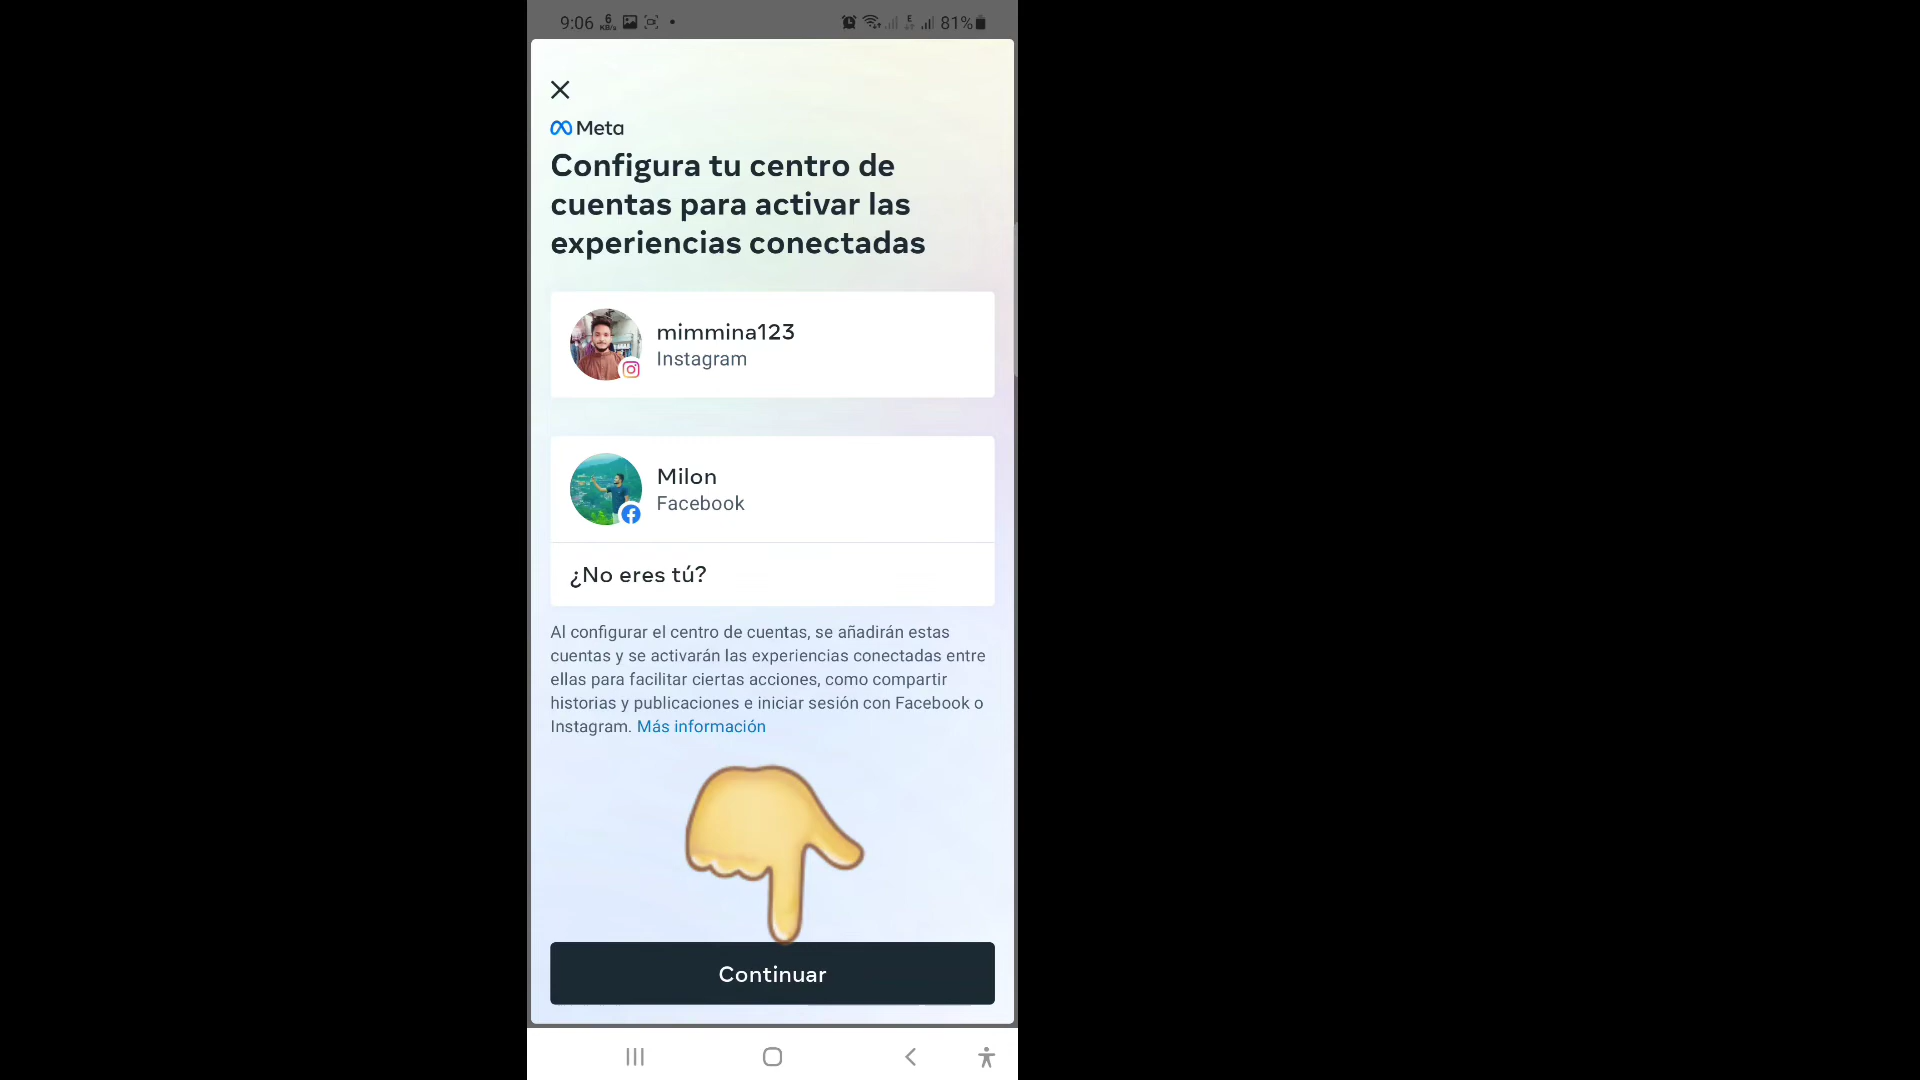 9:06 6 KB/s 81%
Meta
Configura tu centro de
cuentas para activar las
experiencias conectadas
mimmina123
Instagram
Milon
Facebook
¿No eres tú?
Al configurar el centro de cuentas, se añadirán estas
cuentas y se activarán las experiencias conectadas entre
ellas para facilitar ciertas acciones, como compartir
historias y publicaciones e iniciar sesión con Facebook o
Instagram. Más información
Continuar